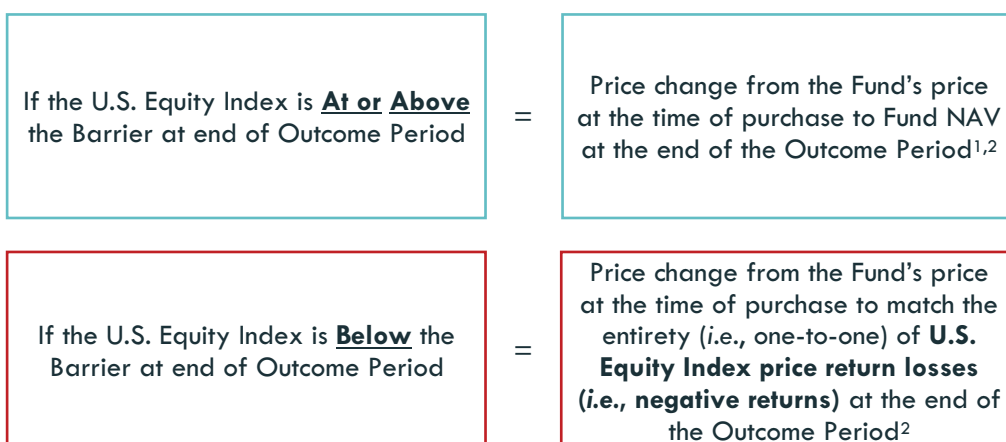 If the U.S. Equity Index is At or Above
the Barrier at end of Outcome Period
=
Price change from the Fund's price
at the time of purchase to Fund NAV
at the end of the Outcome Period1,2
If the U.S. Equity Index is Below the
Barrier at end of Outcome Period
=
Price change from the Fund's price
at the time of purchase to match the
entirety (i.e., one-to-one) of U.S.
Equity Index price return losses
(i.e., negative returns) at the end of
the Outcome Period2